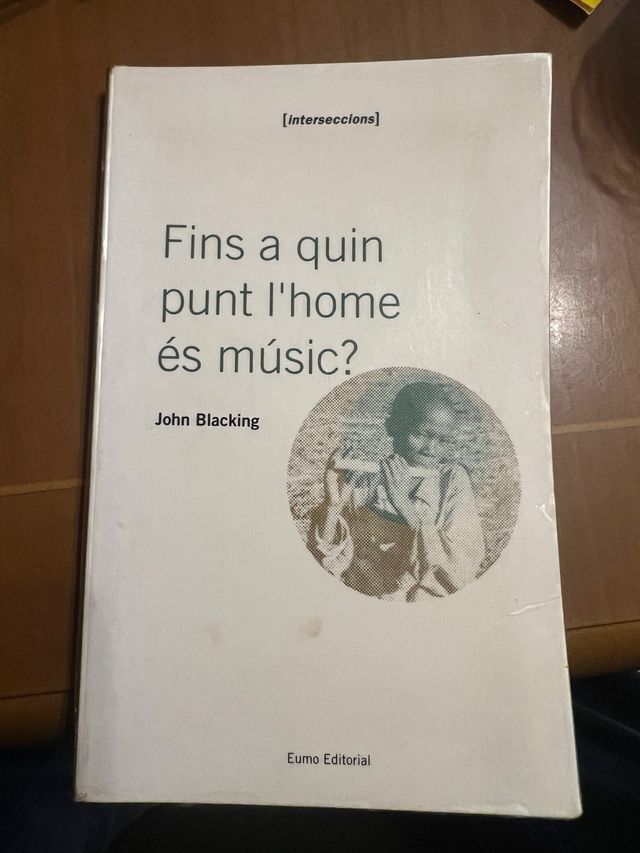 [interseccions]
Fins a quin
punt l'home
és músic?
John Blacking
Eumo Editorial